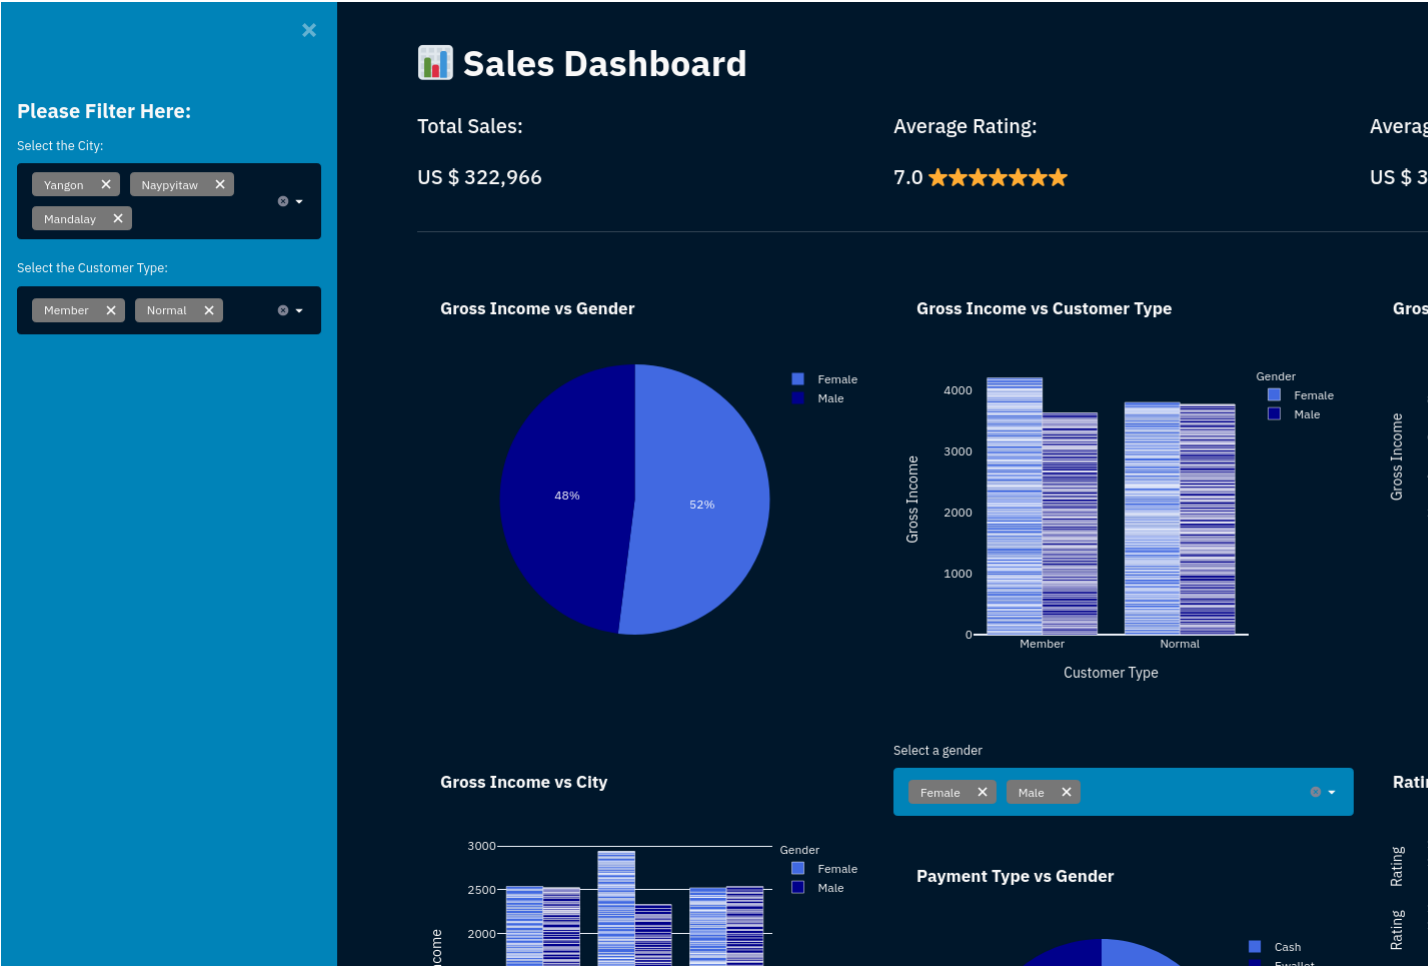 Please Filter Here:
Select the City:
Yangon
Naypyitaw
Mandalay
Select the Customer Type:
Member
Normal
Sales Dashboard
Total Sales:
US $ 322,966
Average Rating:
7.0
US $ 3
Gross Income vs Gender
Female
Male
48%
52%
Gross Income vs Customer Type
Gender
Female
Male
4000
3000
2000
1000
0
Gross Income
Member
Normal
Customer Type
Gross Income
Gross Income vs City
Gender
Female
Male
3000
2500
2000
Select a gender
Female
Male
Payment Type vs Gender
Cash
Rating
Rating